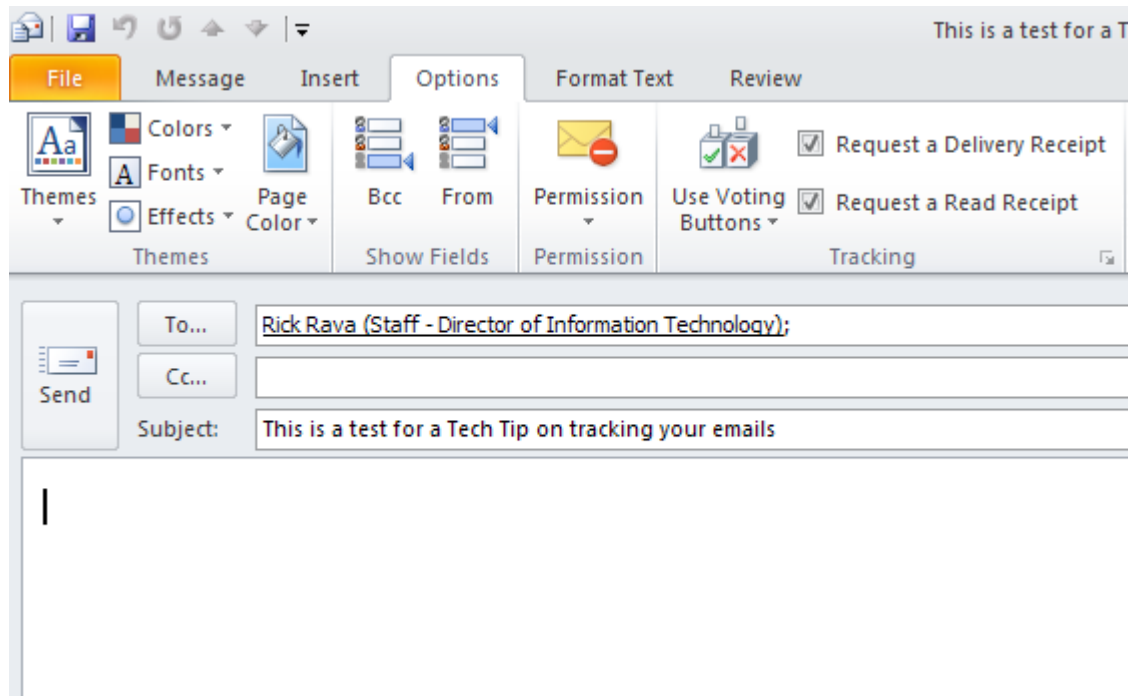 This is a test for a T
File Message Insert Options Format Text Review
Aa
Themes
Colors
A Fonts
Effects
Page
Color
Themes
Bcc From
Show Fields
Permission
Permission
Use Voting
Buttons
Request a Delivery Receipt
Request a Read Receipt
Tracking
Send
To... Rick Rava (Staff - Director of Information Technology);
Cc...
Subject: This is a test for a Tech Tip on tracking your emails